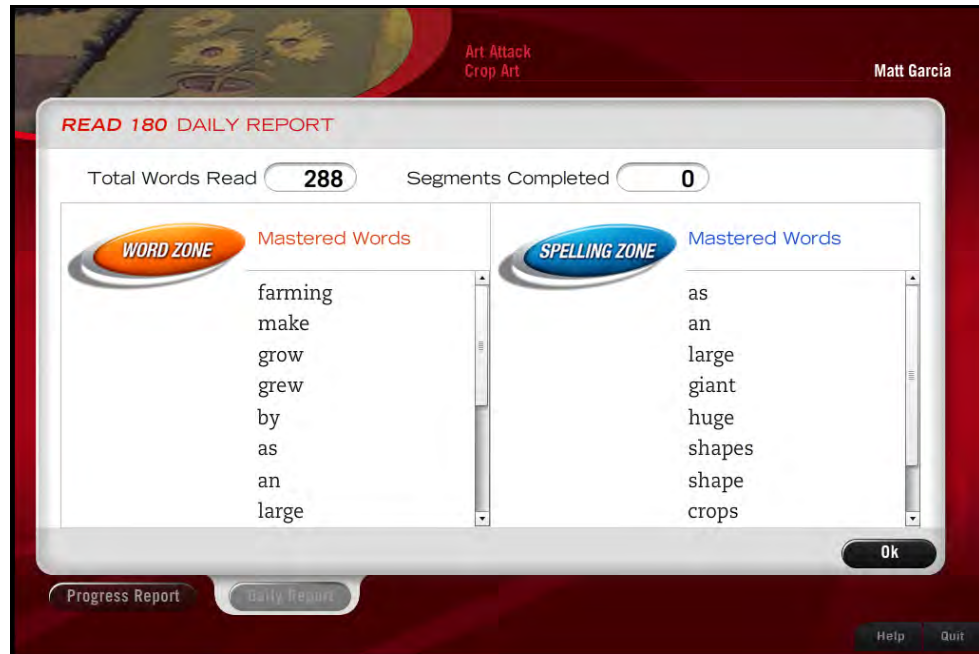 Art Attack
Crop Art
Matt Garcia
READ 180 DAILY REPORT
Total Words Read 288 Segments Completed 0
WORD ZONE
Mastered Words
farming
make
grow
grew
by
as
an
large
SPELLING ZONE
Mastered Words
as
an
large
giant
huge
shapes
shape
crops
Ok
Progress Report
Daily Report
Help Quit